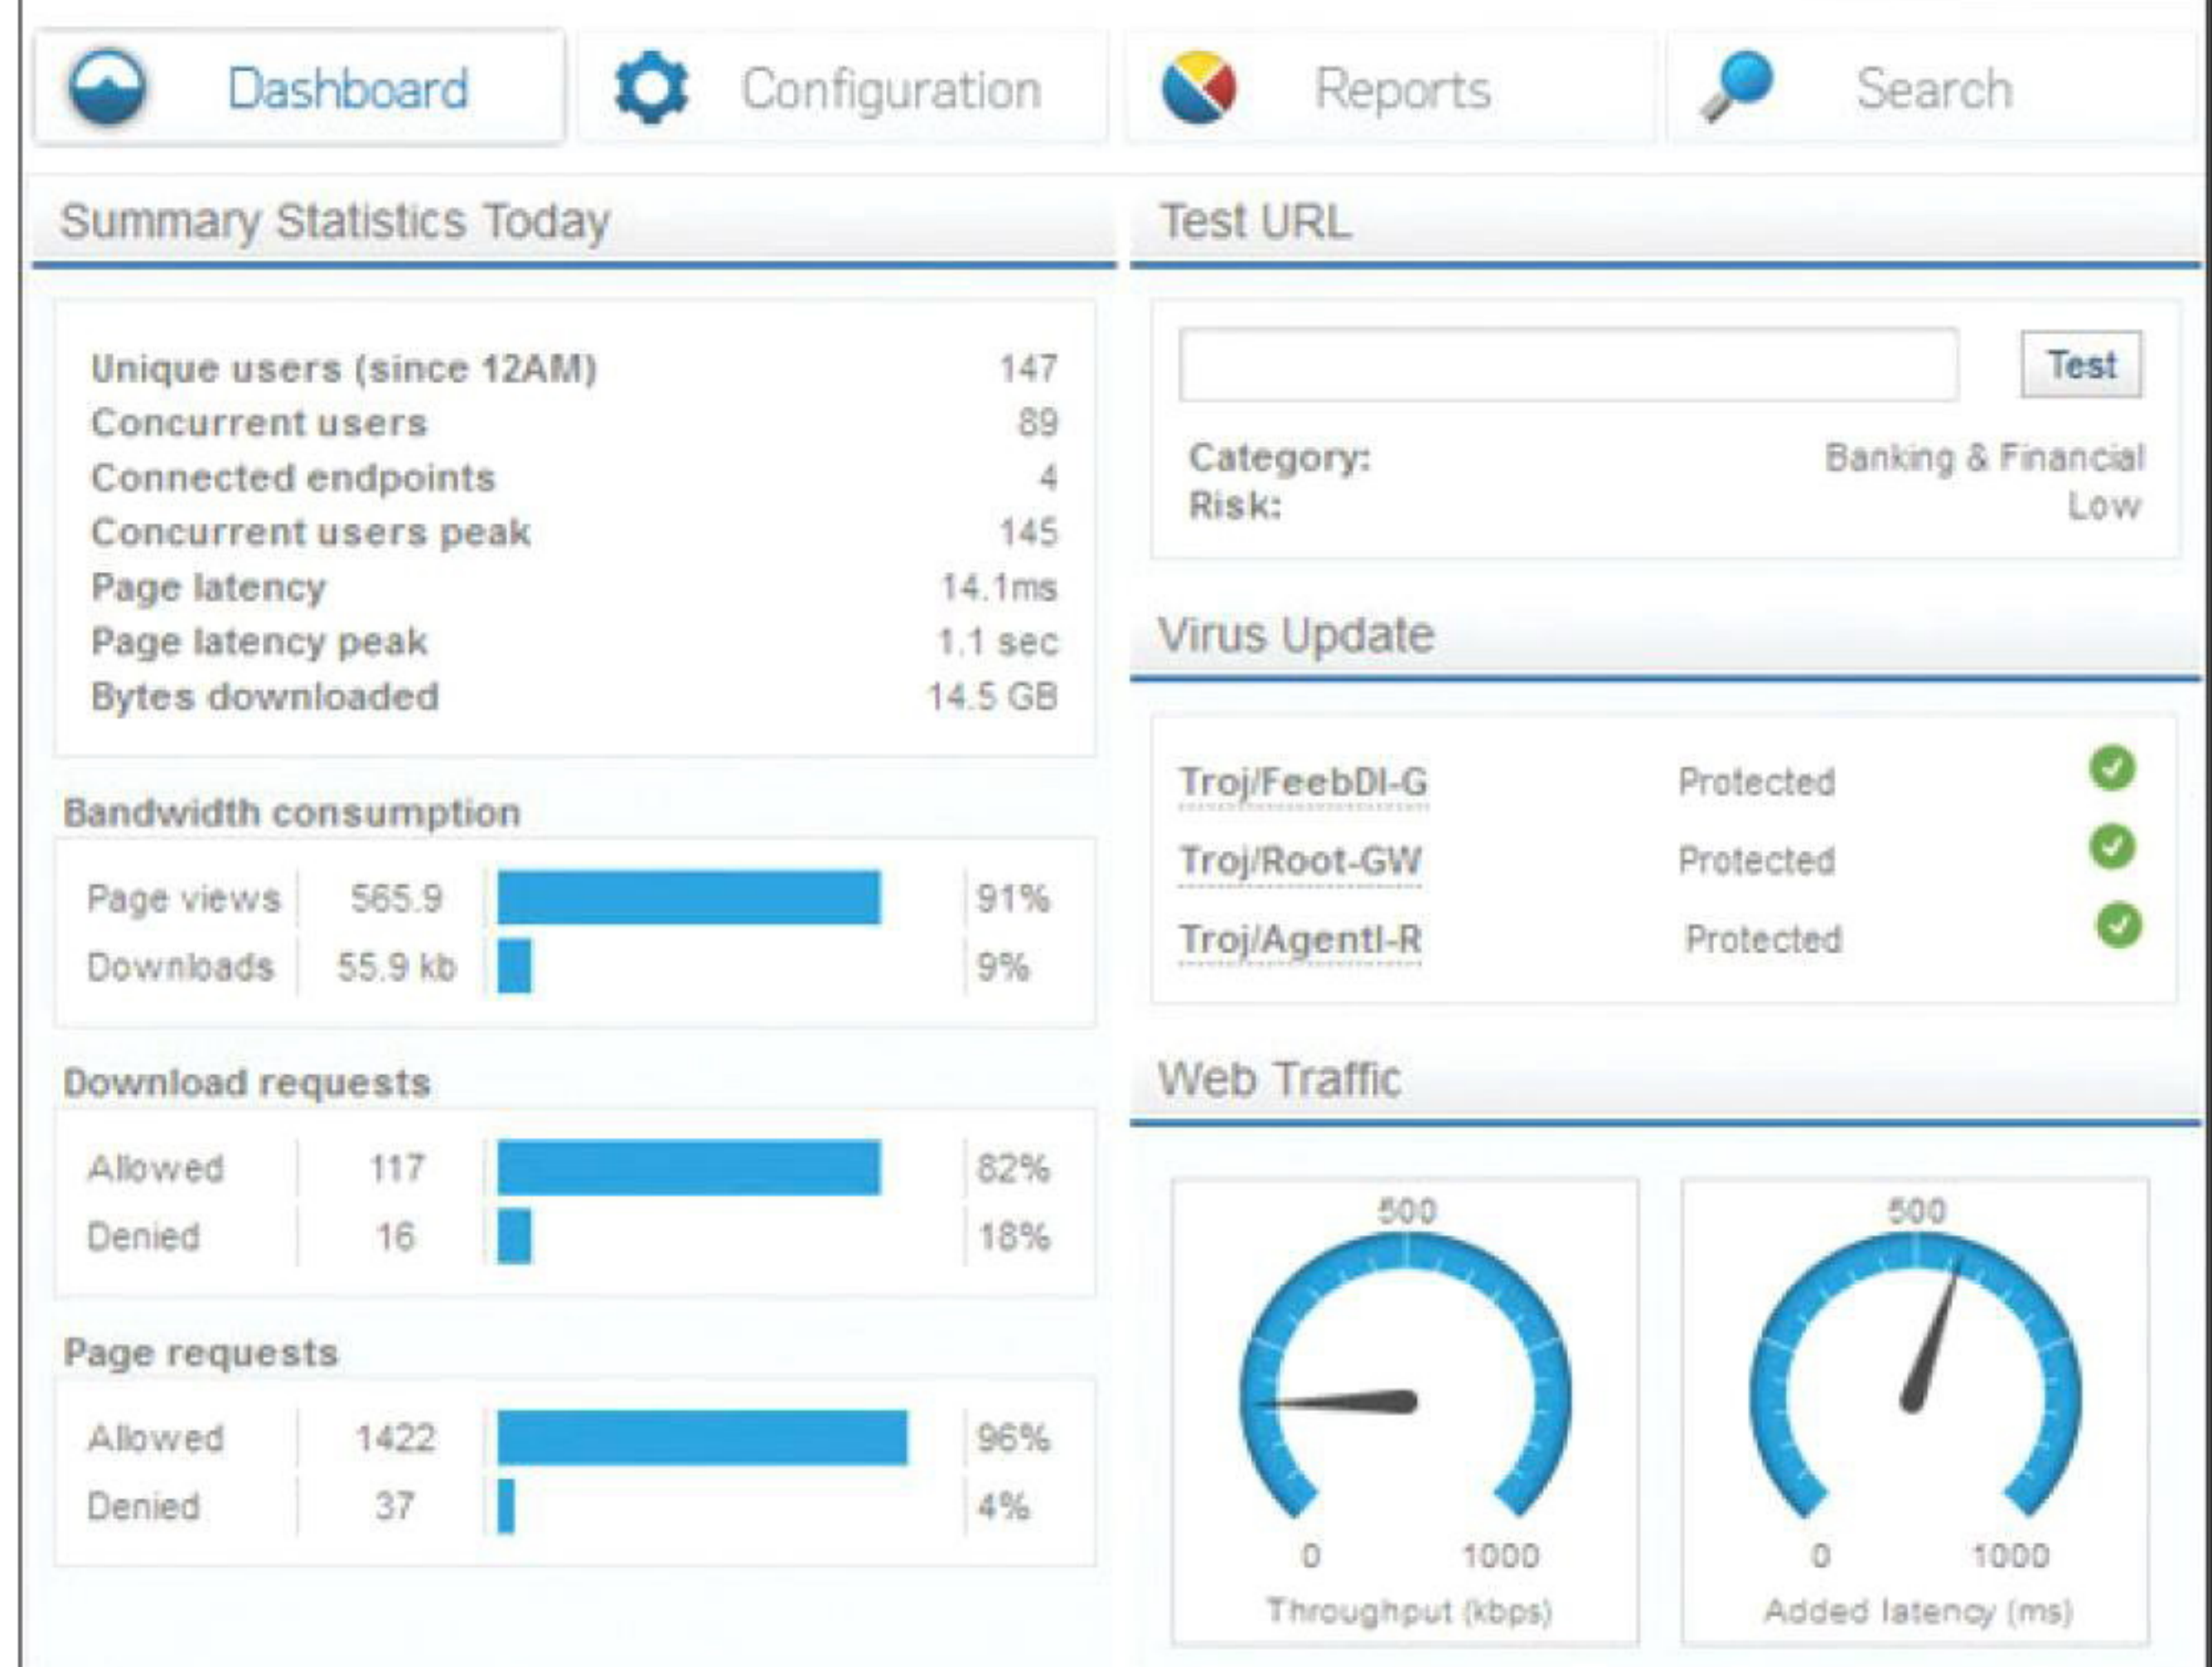 Dashboard Configuration Reports Search
Summary Statistics Today
Unique users (since 12AM) 147
Concurrent users 89
Connected endpoints 4
Concurrent users peak 145
Page latency 14.1ms
Page latency peak 1.1 sec
Bytes downloaded 14.5 GB
Bandwidth consumption
Page views 565.9 91%
Downloads 55.9 kb 9%
Download requests
Allowed 117 82%
Denied 16 18%
Page requests
Allowed 1422 96%
Denied 37 4%
Test URL
Test
Category: Banking & Financial
Risk: Low
Virus Update
Troj/FeebDI-G Protected
Troj/Root-GW Protected
Troj/AgentI-R Protected
Web Traffic
500
0 1000
Throughput (kbps)
500
0 1000
Added latency (ms)